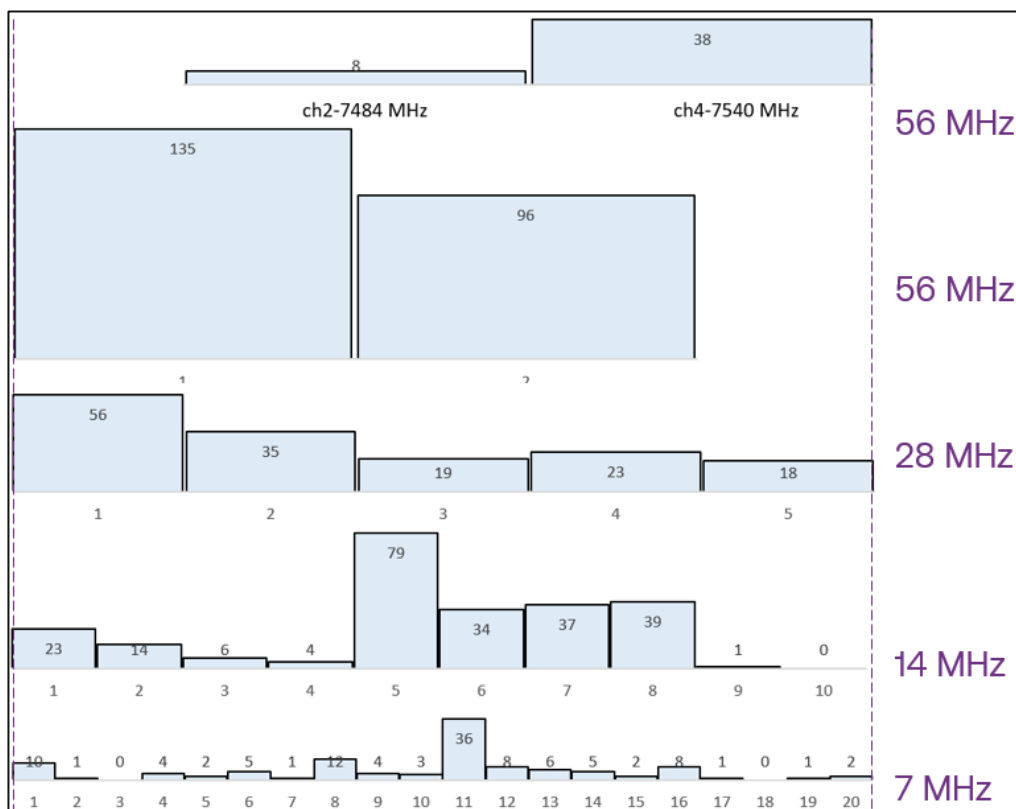 38
8
ch2-7484 MHz ch4-7540 MHz
56 MHz
135
96
56 MHz
1 2
56
35
19 23 18
28 MHz
1 2 3 4 5
79
34 37 39
23 14 6 4 1 0
14 MHz
1 2 3 4 5 6 7 8 9 10
36
10 1 0 4 2 5 1 12 4 3 8 6 5 2 8 1 0 1 2
7 MHz
1 2 3 4 5 6 7 8 9 10 11 12 13 14 15 16 17 18 19 20